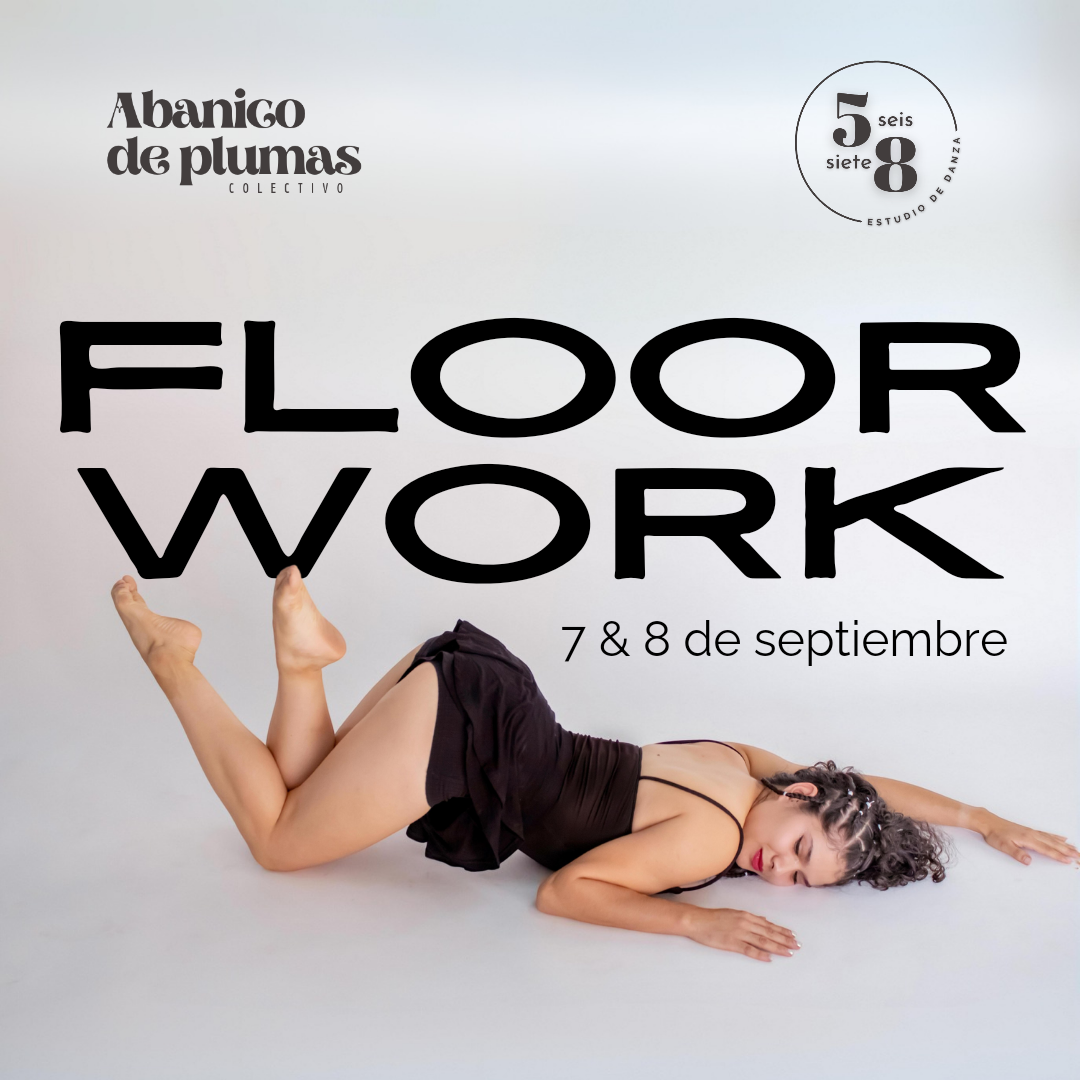 Abanico
de plumas
COLECTIVO
5 seis
siete 8
ESTUDIO DE DANZA
FLOOR
WORK
7 & 8 de septiembre